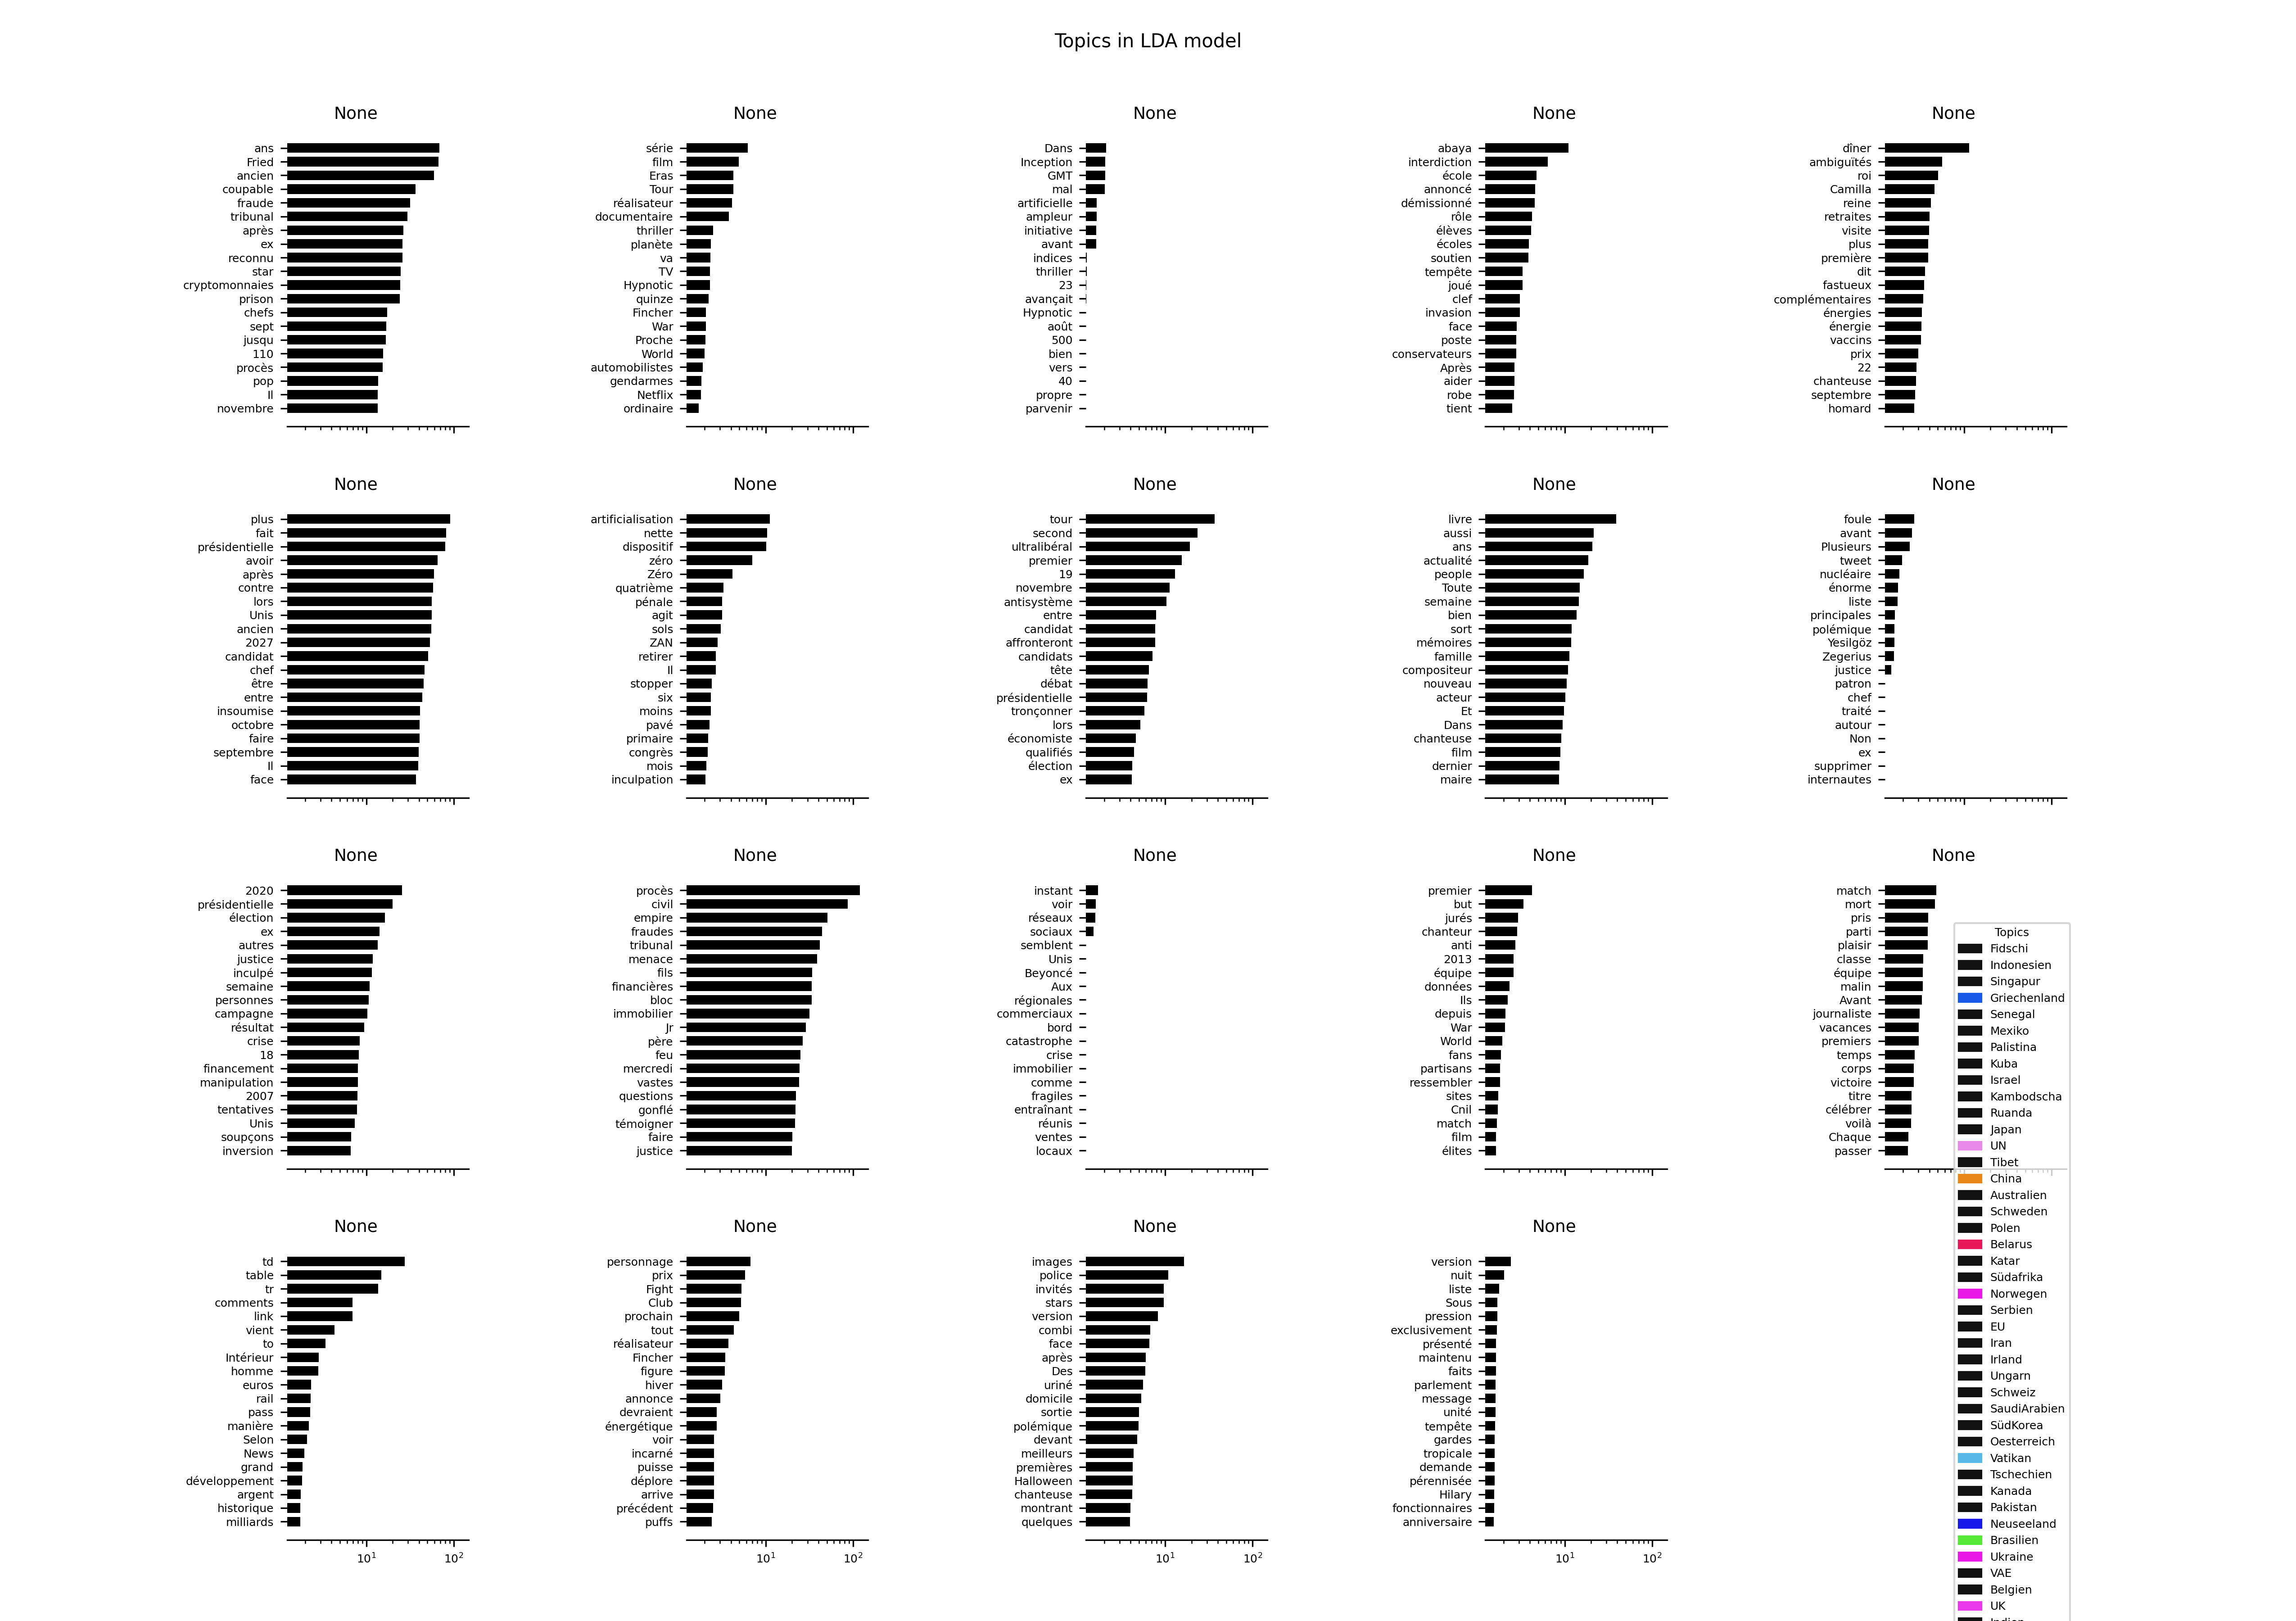 Topics in LDA model
None
ans
Fried
ancien
coupable
fraude
tribunal
après
ex
reconnu
star
cryptomonnaies
prison
chefs
sept
jusqu
110
procès
pop
Il
novembre
None
série
film
Eras
Tour
réalisateur
documentaire
thriller
planète
va
TV
Hypnotic
quinze
Fincher
War
Proche
World
automobilistes
gendarmes
Netflix
ordinaire
None
Dans
Inception
GMT
mal
artificielle
ampleur
initiative
avant
indices
thriller
23
avançait
Hypnotic
août
500
bien
vers
40
propre
parvenir
None
abaya
interdiction
école
annoncé
démissionné
rôle
élèves
écoles
soutien
tempête
joué
clef
invasion
face
poste
conservateurs
Après
aider
robe
tient
None
dîner
ambiguïtés
roi
Camilla
reine
retraites
visite
plus
première
dit
fastueux
complémentaires
énergies
énergie
vaccins
prix
22
chanteuse
septembre
homard
None
plus
fait
présidentielle
avoir
après
contre
lors
Unis
ancien
2027
candidat
chef
être
entre
insoumise
octobre
faire
septembre
Il
face
None
artificialisation
nette
dispositif
zéro
Zéro
quatrième
pénale
agit
sols
ZAN
retirer
Il
stopper
six
moins
pavé
primaire
congrès
mois
inculpation
None
tour
second
ultralibéral
premier
19
novembre
antisystème
entre
candidat
affronteront
candidats
tête
débat
présidentielle
tronçonner
lors
économiste
qualifiés
élection
ex
None
livre
aussi
ans
actualité
people
Toute
semaine
bien
sort
mémoires
famille
compositeur
nouveau
acteur
Et
Dans
chanteuse
film
dernier
maire
None
foule
avant
Plusieurs
tweet
nucléaire
énorme
liste
principales
polémique
Yesilgöz
Zegerius
justice
patron
chef
traité
autour
Non
ex
supprimer
internautes
None
2020
présidentielle
élection
ex
autres
justice
inculpé
semaine
personnes
campagne
résultat
crise
18
financement
manipulation
2007
tentatives
Unis
soupçons
inversion
None
procès
civil
empire
fraudes
tribunal
menace
fils
financières
bloc
immobilier
Jr
père
feu
mercredi
vastes
questions
gonflé
témoigner
faire
justice
None
instant
voir
réseaux
sociaux
semblent
Unis
Beyoncé
Aux
régionales
commerciaux
bord
catastrophe
crise
immobilier
comme
fragiles
entraînant
réunis
ventes
locaux
None
premier
but
jurés
chanteur
anti
2013
équipe
données
Ils
depuis
War
World
fans
partisans
ressembler
sites
Cnil
match
film
élites
None
match
mort
pris
parti
plaisir
classe
équipe
malin
Avant
journaliste
vacances
premiers
temps
corps
victoire
titre
célébrer
voilà
Chaque
passer
None
td
table
tr
comments
link
vient
to
Intérieur
homme
euros
rail
pass
manière
Selon
News
grand
développement
argent
historique
milliards
10¹ 10²
None
personnage
prix
Fight
Club
prochain
tout
réalisateur
Fincher
figure
hiver
annonce
devraient
énergétique
voir
incarné
puisse
déplore
arrive
précédent
puffs
10¹ 10²
None
images
police
invités
stars
version
combi
face
après
Des
uriné
domicile
sortie
polémique
devant
meilleurs
premières
Halloween
chanteuse
montrant
quelques
10¹ 10²
None
version
nuit
liste
Sous
pression
exclusivement
présenté
maintenu
faits
parlement
message
unité
tempête
gardes
tropicale
demande
pérennisée
Hilary
fonctionnaires
anniversaire
10¹ 10²
Topics
Fidschi
Indonesien
Singapur
Griechenland
Senegal
Mexiko
Palistina
Kuba
Israel
Kambodscha
Ruanda
Japan
UN
Tibet
China
Australien
Schweden
Polen
Belarus
Katar
Südafrika
Norwegen
Serbien
EU
Iran
Irland
Ungarn
Schweiz
SaudiArabien
SüdKorea
Oesterreich
Vatikan
Tschechien
Kanada
Pakistan
Neuseeland
Brasilien
Ukraine
VAE
Belgien
UK